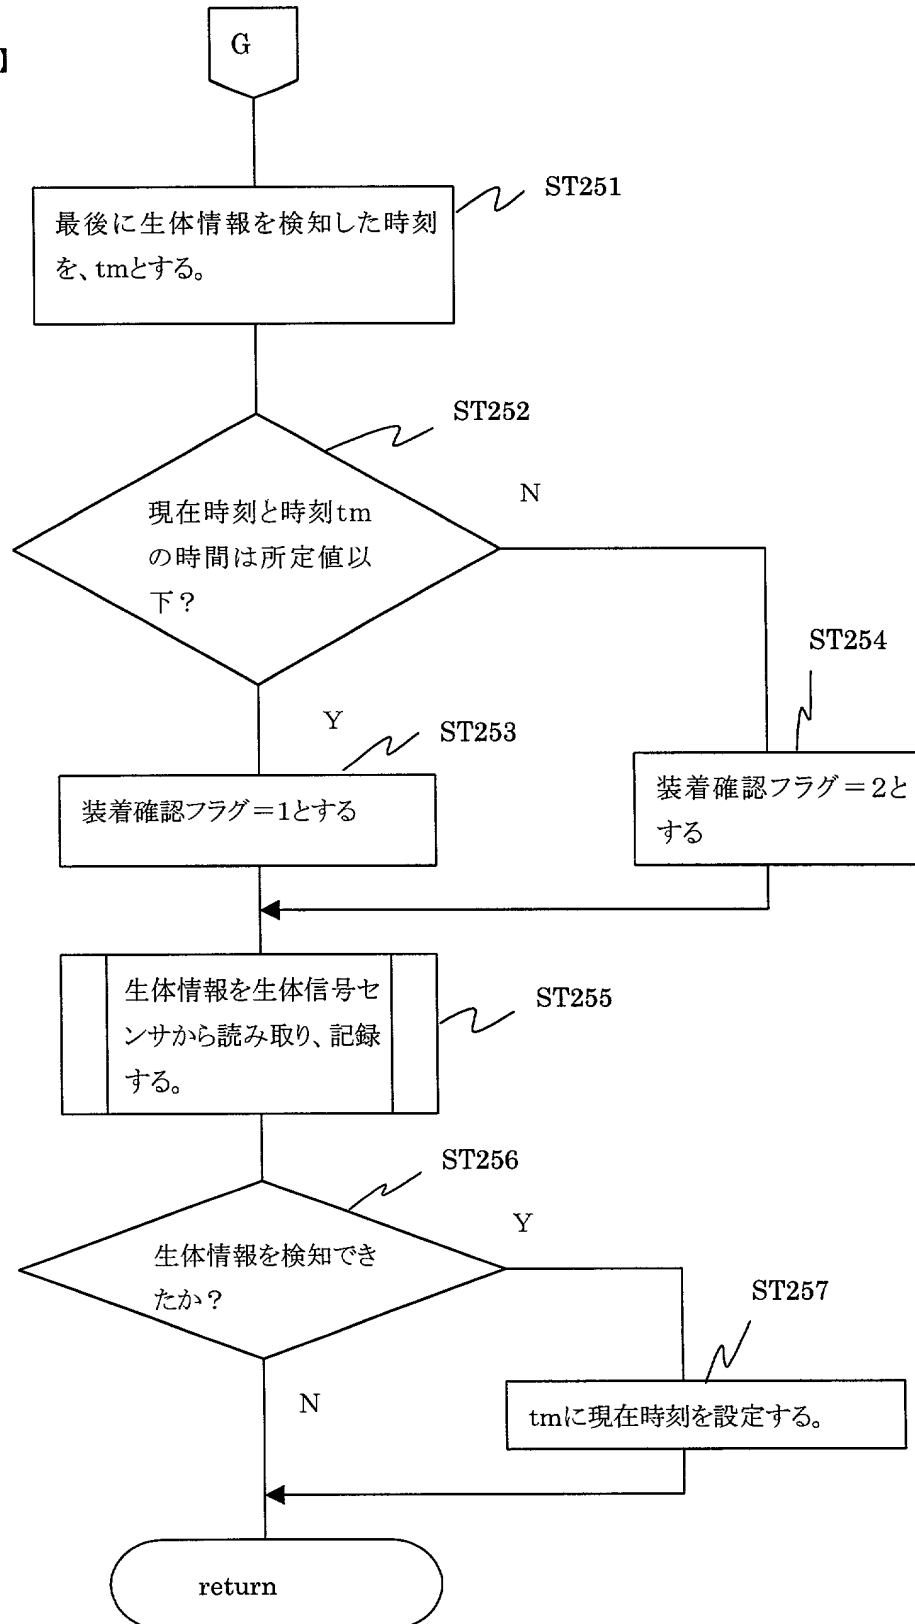 】
G
ST251
最後に生体情報を検知した時刻
を、tmとする。
ST252
現在時刻と時刻tm
の時間は所定値以
下？
N
ST254
Y
ST253
装着確認フラグ＝1とする
装着確認フラグ＝2と
する
生体情報を生体信号セ
ンサから読み取り、記録
する。
ST255
ST256
Y
生体情報を検知でき
たか？
ST257
N
tmに現在時刻を設定する。
return